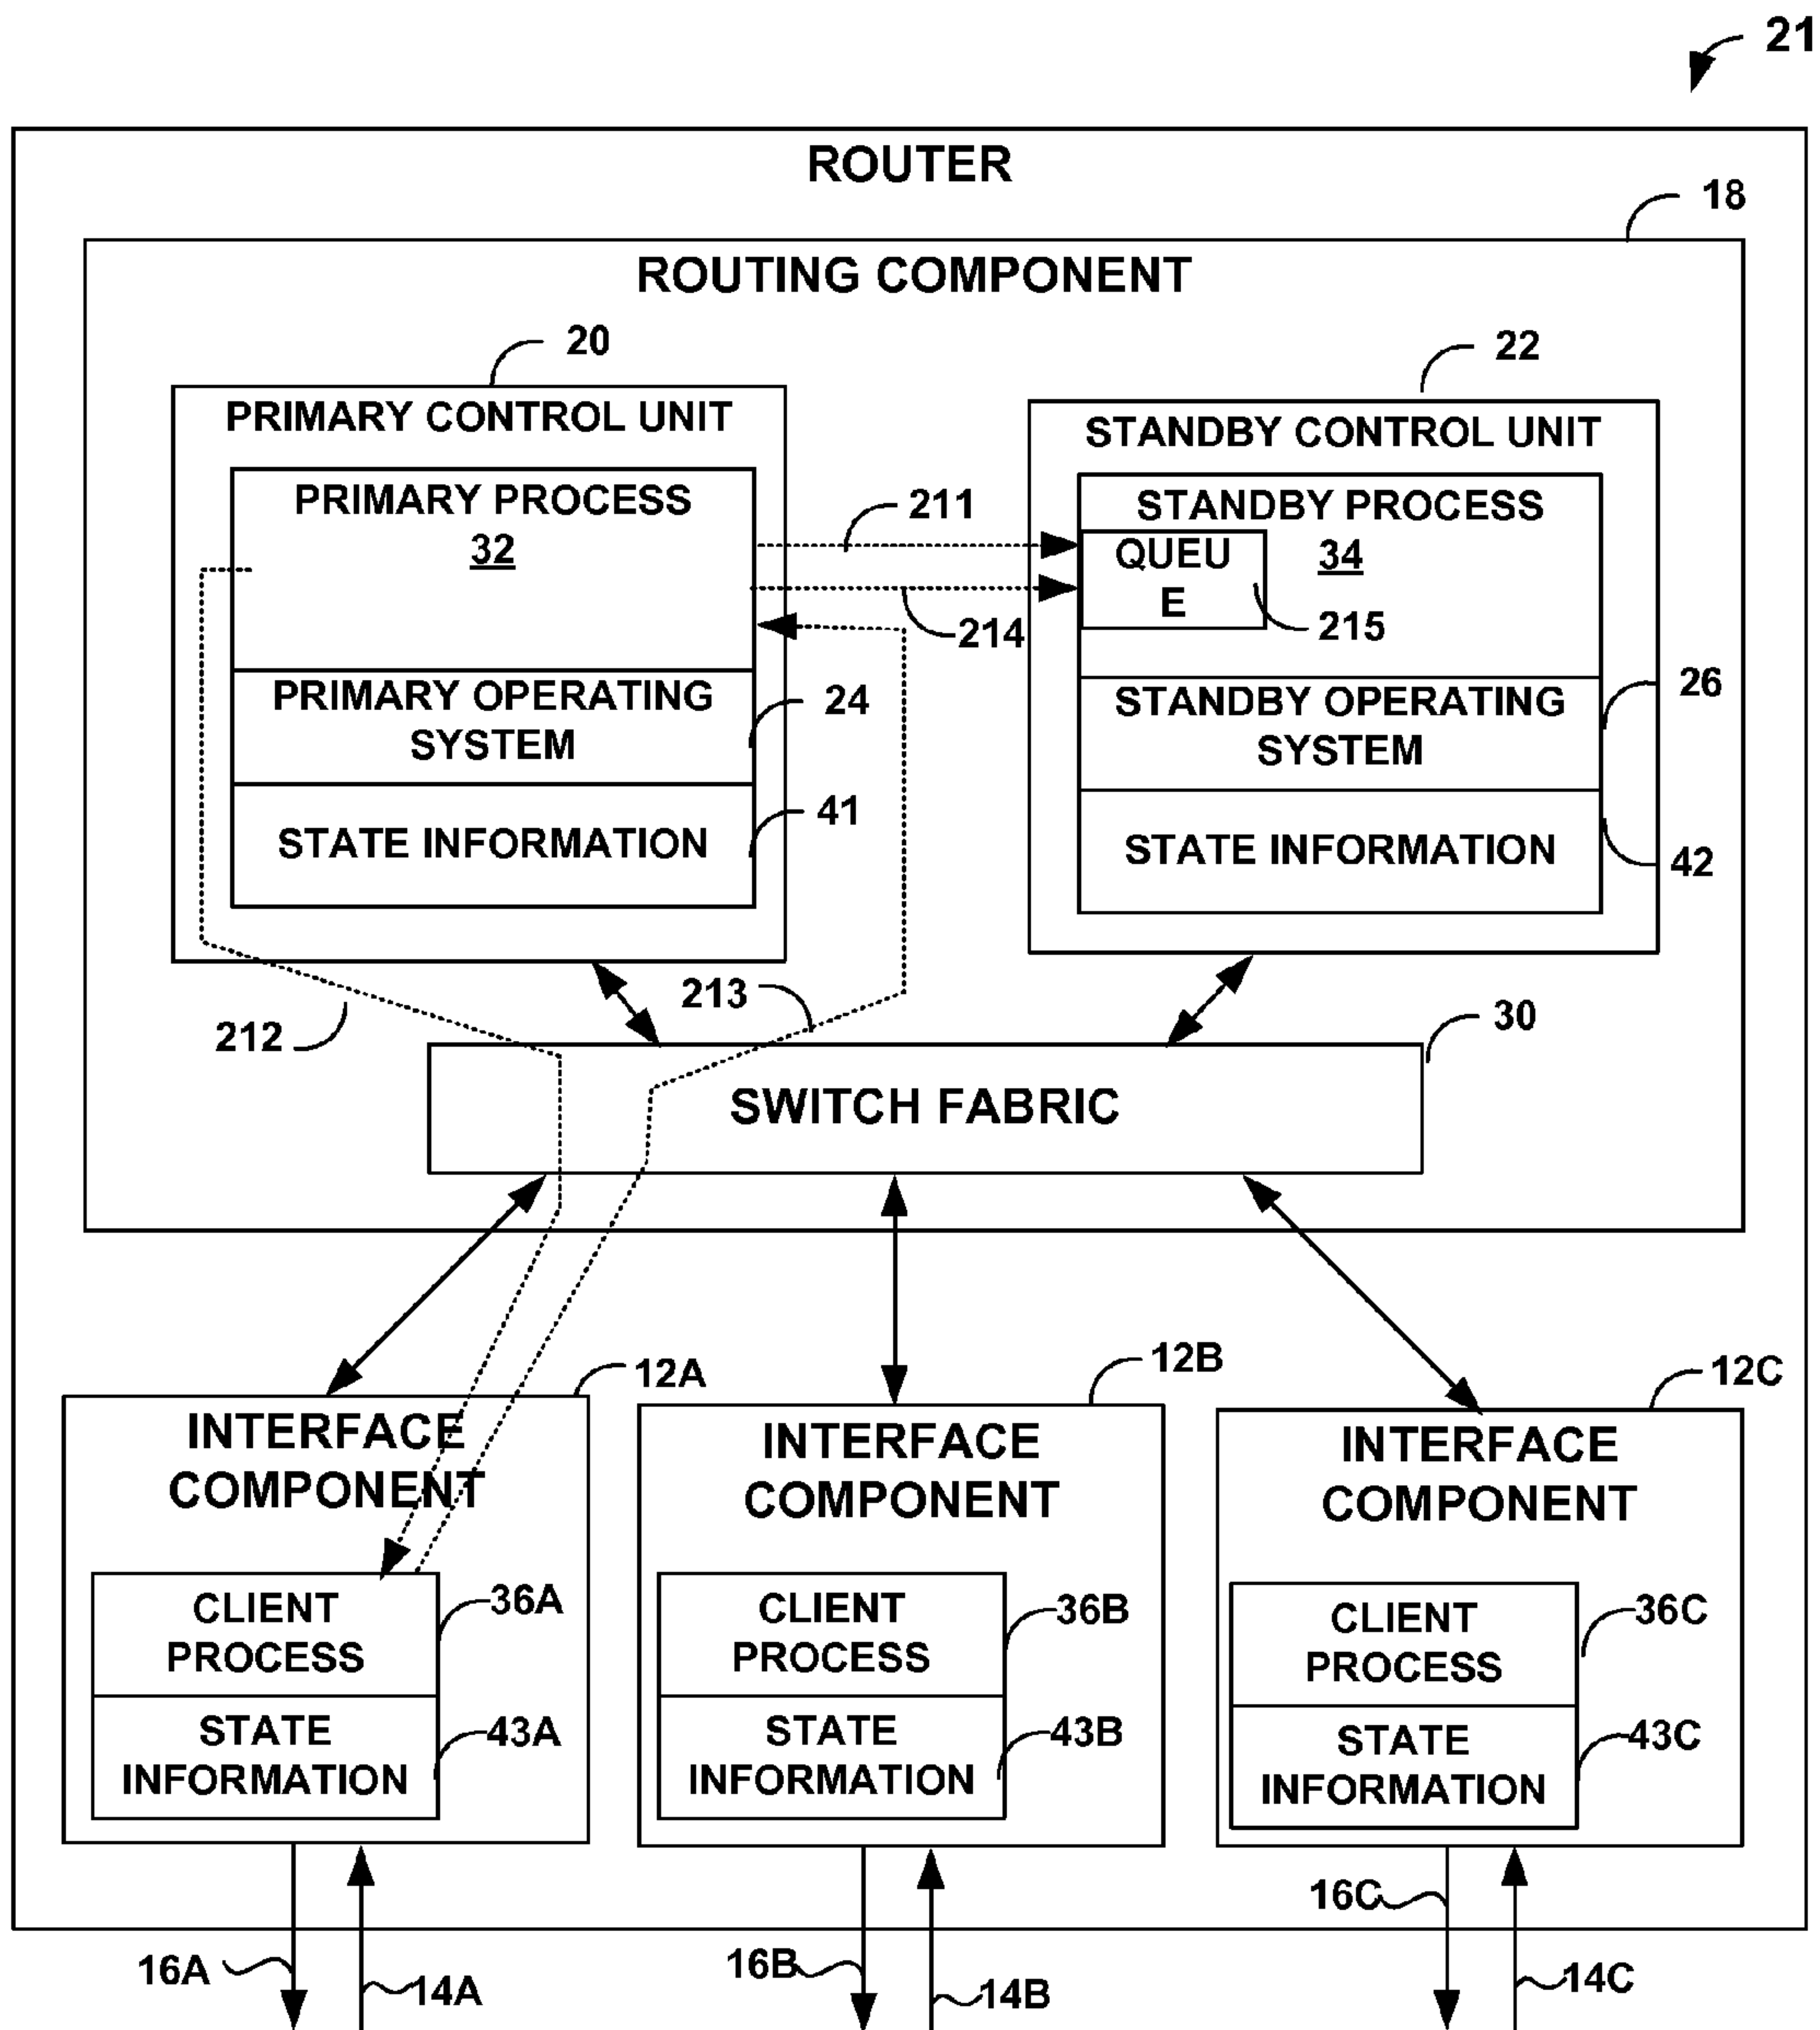 21
ROUTER
18
ROUTING COMPONENT
20
22
PRIMARY CONTROL UNIT
STANDBY CONTROL UNIT
PRIMARY PROCESS
32
211
214
STANDBY PROCESS
34
QUEU
E
215
PRIMARY OPERATING
SYSTEM
24
STANDBY OPERATING
SYSTEM
26
STATE INFORMATION
41
STATE INFORMATION
42
212
213
30
SWITCH FABRIC
12A
12B
12C
INTERFACE
COMPONENT
INTERFACE
COMPONENT
INTERFACE
COMPONENT
CLIENT
PROCESS
36A
CLIENT
PROCESS
36B
CLIENT
PROCESS
36C
STATE
INFORMATION
43A
STATE
INFORMATION
43B
STATE
INFORMATION
43C
16A
14A
16B
14B
16C
14C